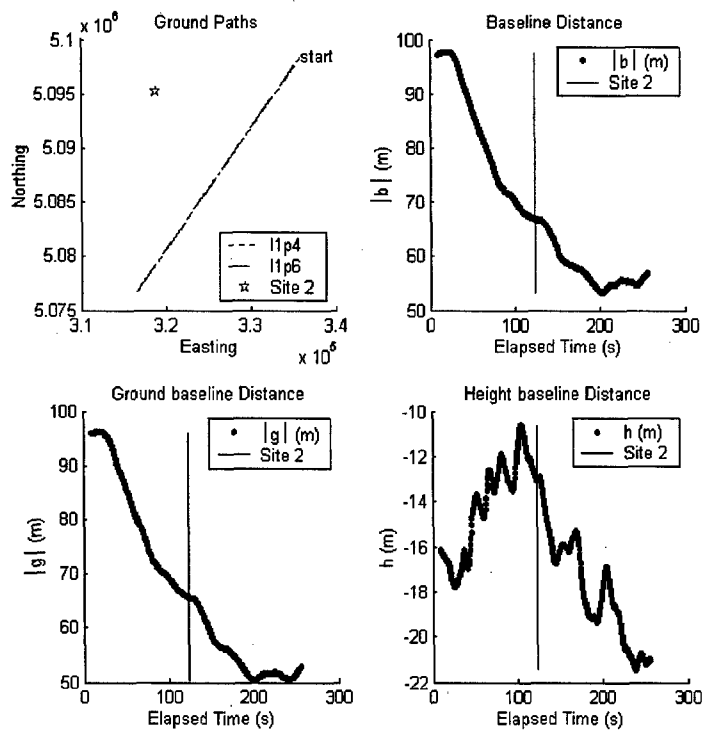 x 10⁶
Ground Paths
5.1
5.095
5.09
5.085
5.08
5.075
Northing
start
l1p4
l1p6
Site 2
3.1
3.2
3.3
3.4
Easting
x 10⁶
Baseline Distance
100
90
80
70
60
50
|b| (m)
|b| (m)
Site 2
0
100
200
300
Elapsed Time (s)
Ground baseline Distance
100
90
80
70
60
50
|g| (m)
|g| (m)
Site 2
0
100
200
300
Elapsed Time (s)
Height baseline Distance
-10
-12
-14
-16
-18
-20
-22
h (m)
h (m)
Site 2
0
100
200
300
Elapsed Time (s)